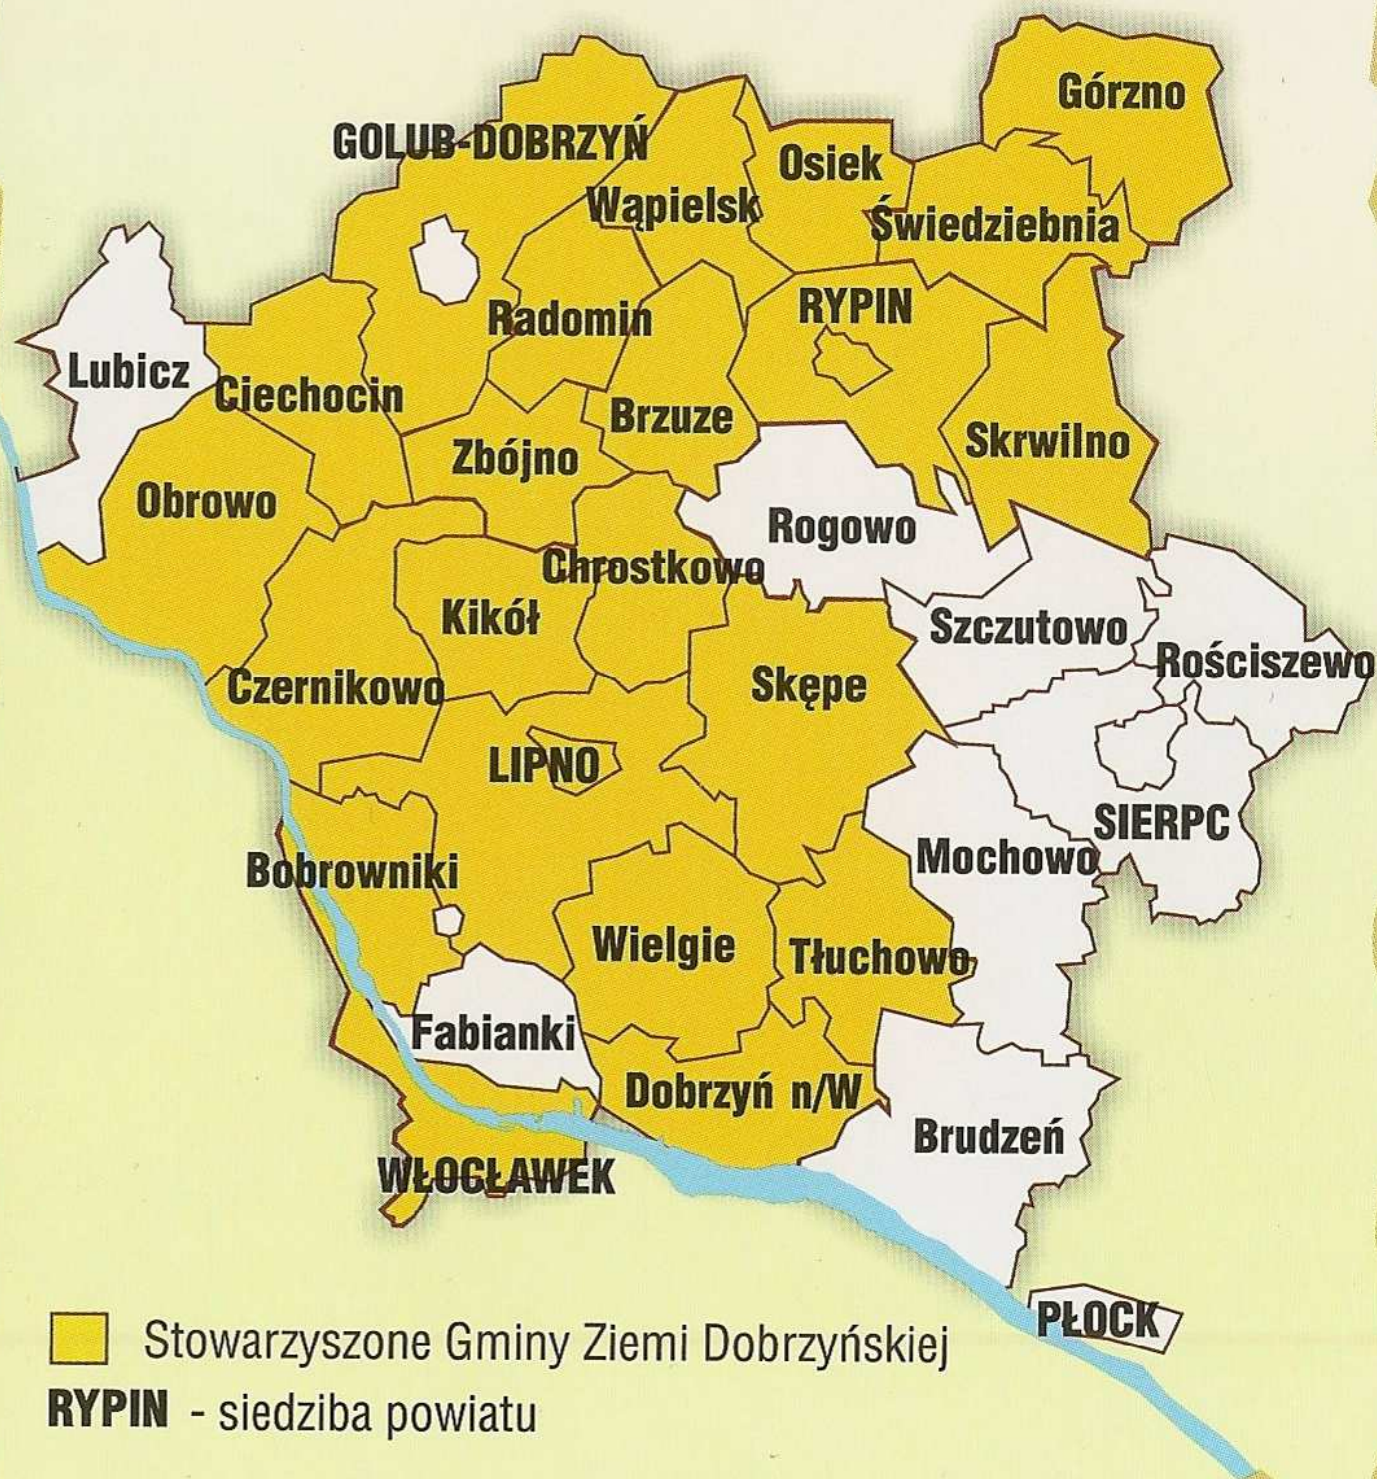 Górzno
GOLUB-DOBRZYŃ
Osiek
Wąpielsk
Świedziebnia
RYPIN
Radomin
Lubicz
Ciechocin
Brzuze
Skrwilno
Zbójno
Obrowo
Rogowo
Chrostkowo
Kikół
Szczutowo
Rościszewo
Czernikowo
Skępe
LIPNO
SIERPC
Mochowo
Bobrowniki
Wielgie
Tłuchowo
Fabianki
Dobrzyń n/W
Brudzeń
WŁOCŁAWEK
PŁOCK
Stowarzyszone Gminy Ziemi Dobrzyńskiej
RYPIN - siedziba powiatu